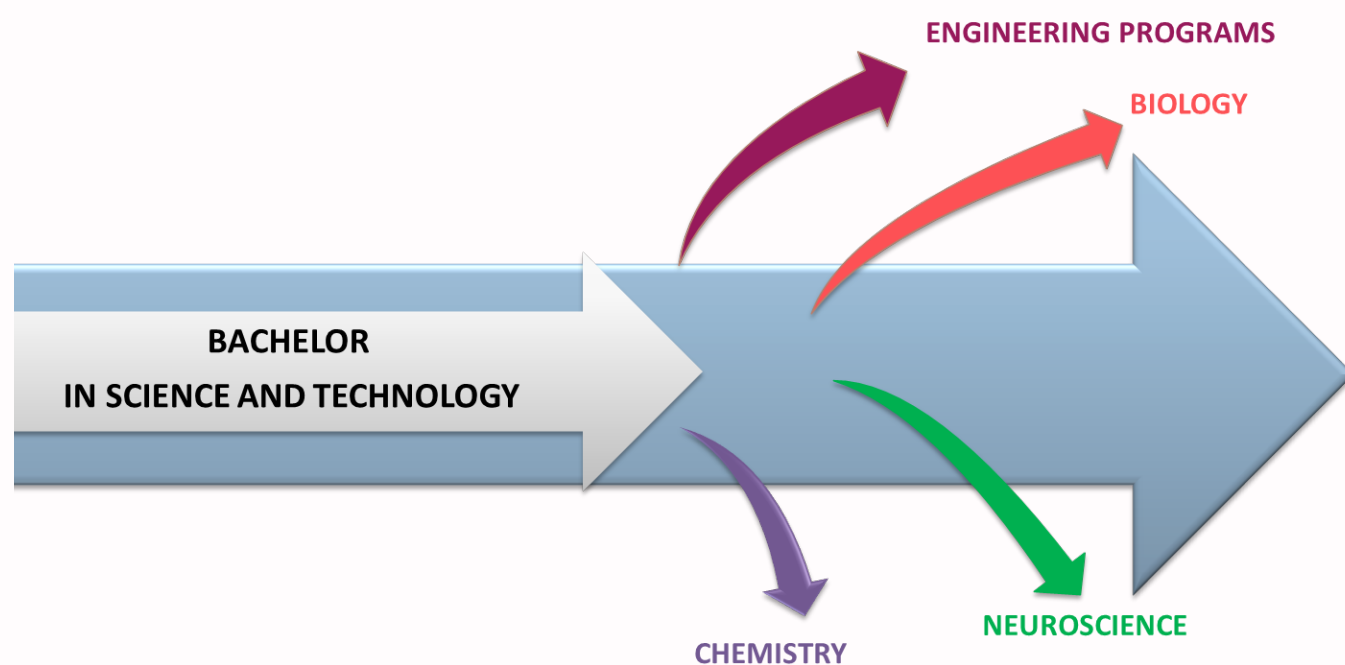 ENGINEERING PROGRAMS
BIOLOGY
BACHELOR
IN SCIENCE AND TECHNOLOGY
NEUROSCIENCE
CHEMISTRY